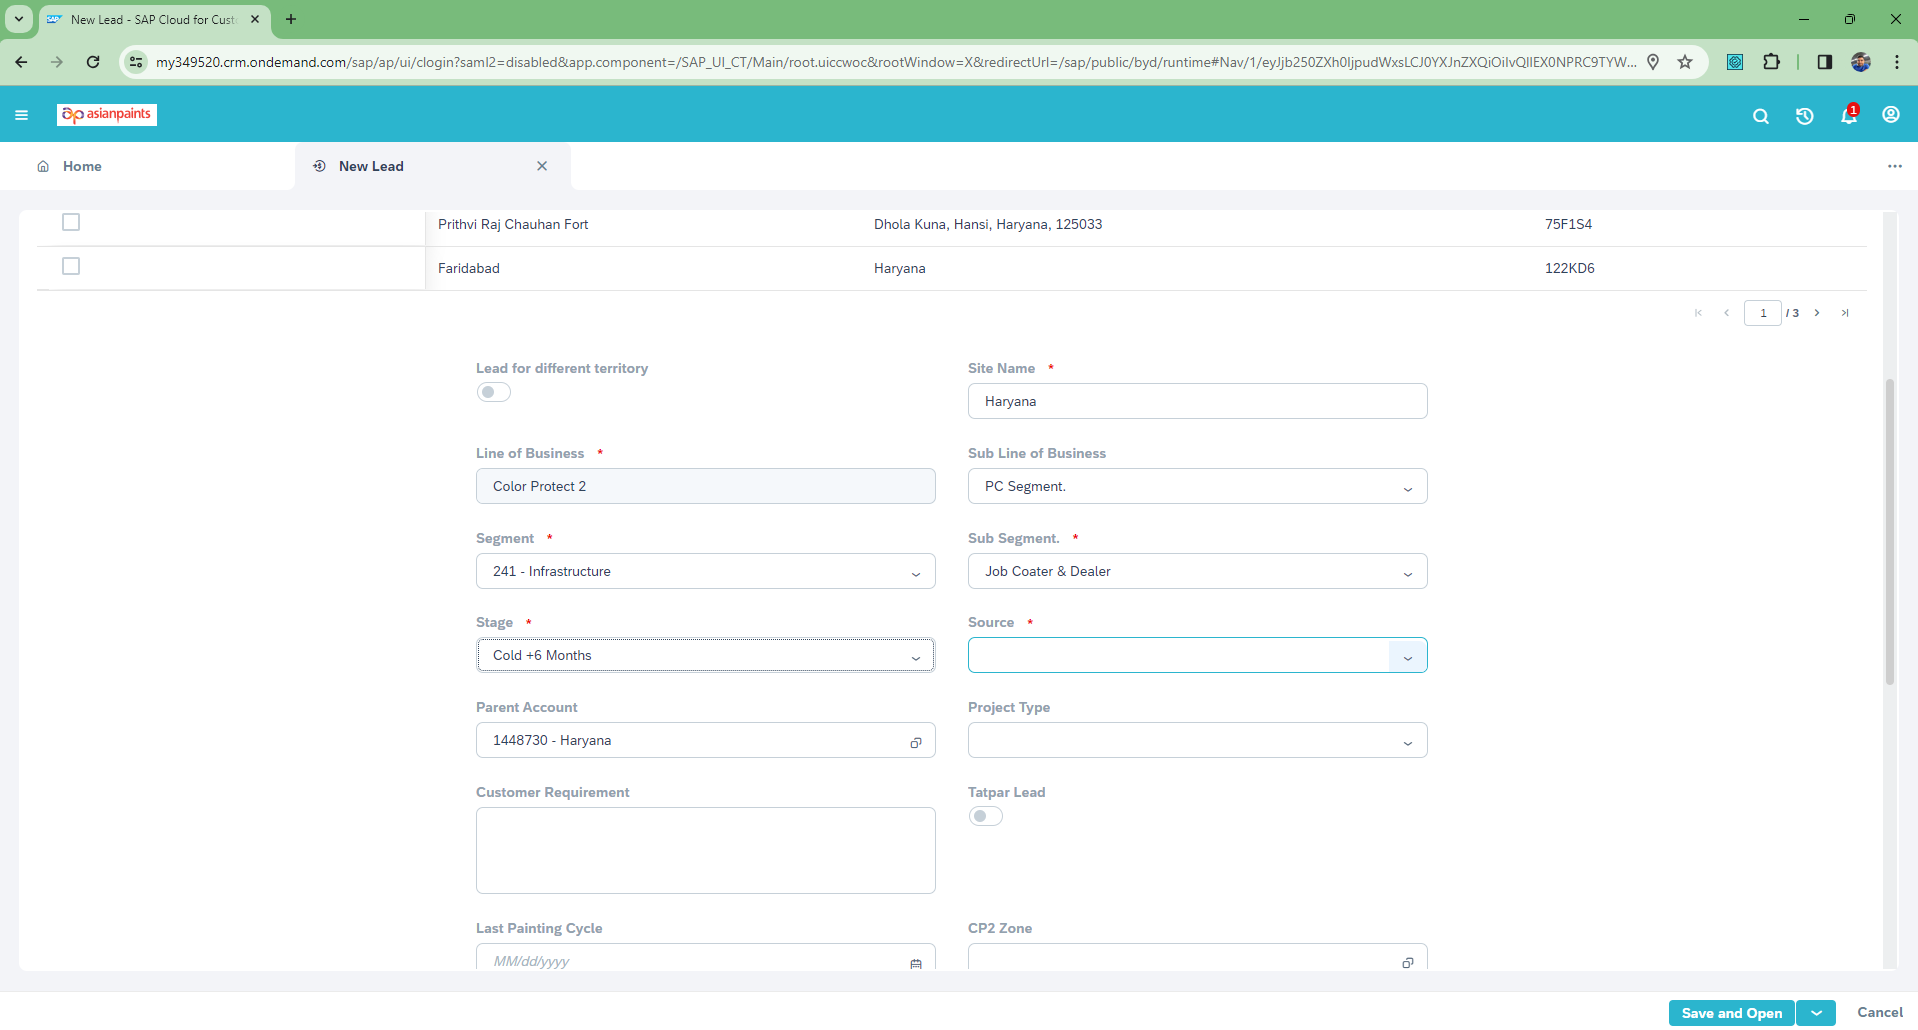 New Lead - SAP Cloud for Cust
my349520.crm.ondemand.com/sap/ap/ui/clogin?saml2=disabled&app.component=/SAP_UI_CT/Main/root.uiccwoc&rootWindow=X&redirectUrl=/sap/public/byd/runtime#Nav/1/eyJjb250ZXh0IjpudWxsLCJ0YXJnZXQiOiIvQllEX0NPRC9TYW...
asianpaints
1
Home
New Lead
Prithvi Raj Chauhan Fort Dhola Kuna, Hansi, Haryana, 125033 75F1S4
Faridabad Haryana 122KD6
1 / 3
Lead for different territory Site Name *
Haryana
Line of Business * Sub Line of Business
Color Protect 2 PC Segment.
Segment * Sub Segment. *
241 - Infrastructure Job Coater & Dealer
Stage * Source *
Cold +6 Months
Parent Account Project Type
1448730 - Haryana
Customer Requirement Tatpar Lead
Last Painting Cycle CP2 Zone
MM/dd/yyyy
Save and Open Cancel